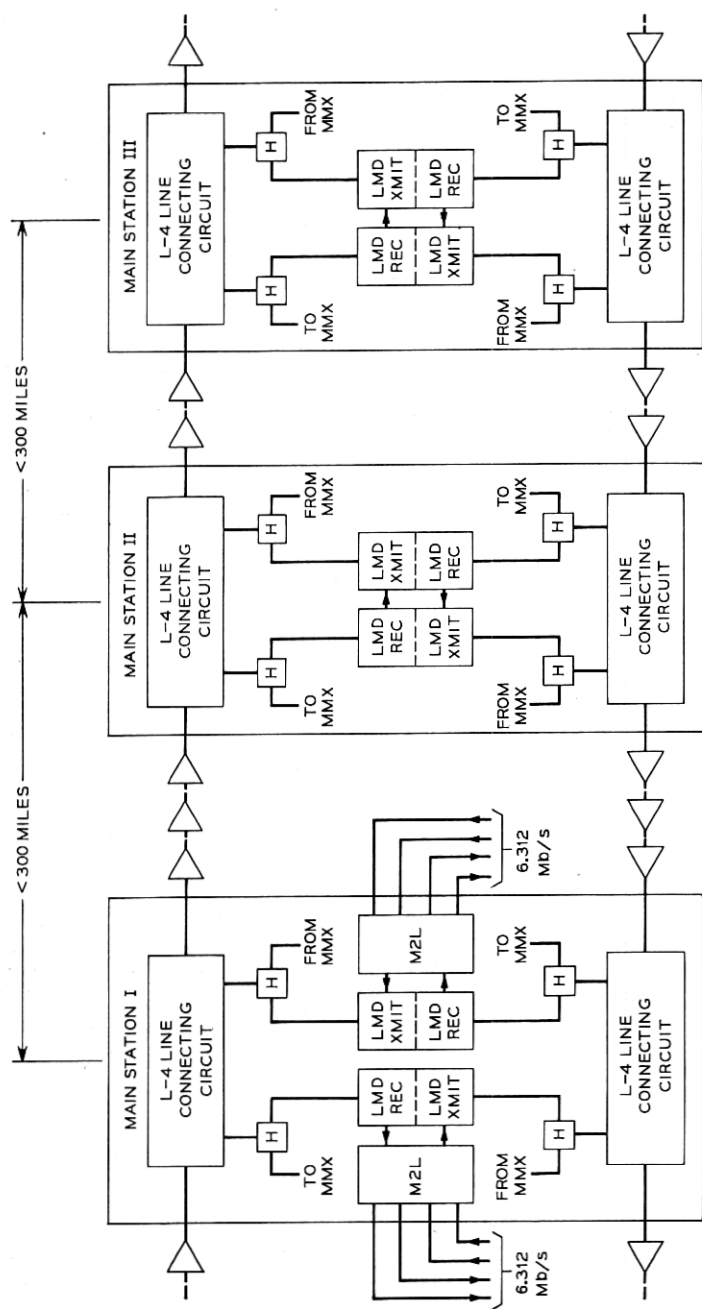 <300 MILES
<300 MILES
MAIN STATION I
L-4 LINE
CONNECTING
CIRCUIT
H
H
TO
MMX
FROM
MMX
M2L
LMD
REC
LMD
XMIT
LMD
XMIT
LMD
REC
M2L
6.312
Mb/s
6.312
Mb/s
FROM
MMX
TO
MMX
H
H
L-4 LINE
CONNECTING
CIRCUIT
MAIN STATION II
L-4 LINE
CONNECTING
CIRCUIT
H
H
TO
MMX
FROM
MMX
LMD
REC
LMD
XMIT
LMD
XMIT
LMD
REC
FROM
MMX
TO
MMX
H
H
L-4 LINE
CONNECTING
CIRCUIT
MAIN STATION III
L-4 LINE
CONNECTING
CIRCUIT
H
H
TO
MMX
FROM
MMX
LMD
REC
LMD
XMIT
LMD
XMIT
LMD
REC
FROM
MMX
TO
MMX
H
H
L-4 LINE
CONNECTING
CIRCUIT